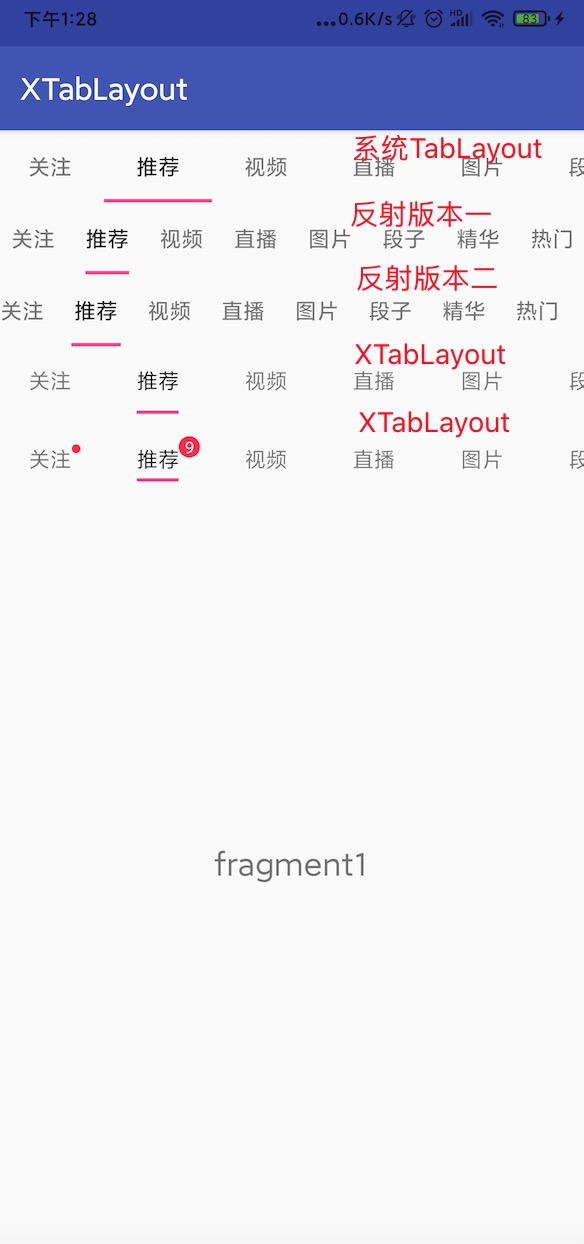 下午1:28 ...0.6K/s HD 83
XTabLayout
系统TabLayout
关注 推荐 视频 直播 图片 段
反射版本一
关注 推荐 视频 直播 图片 段子 精华 热门
反射版本二
关注 推荐 视频 直播 图片 段子 精华 热门
XTabLayout
关注 推荐 视频 直播 图片 段
XTabLayout
关注 推荐 9 视频 直播 图片 段
fragment1